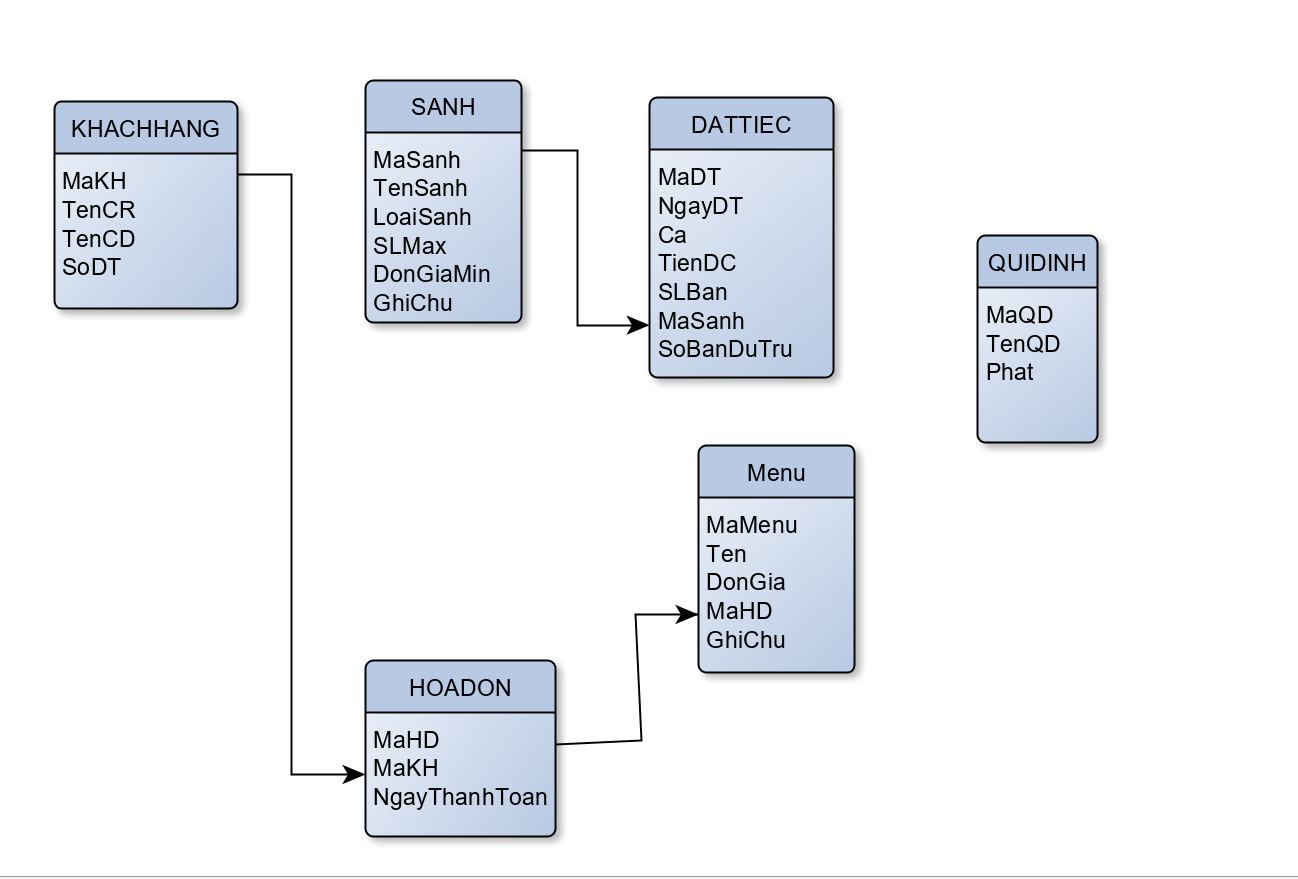 KHACHHANG
MaKH
TenCR
TenCD
SoDT
SANH
MaSanh
TenSanh
LoaiSanh
SLMax
DonGiaMin
GhiChu
DATTIEC
MaDT
NgayDT
Ca
TienDC
SLBan
MaSanh
SoBanDuTru
QUIDINH
MaQD
TenQD
Phat
Menu
MaMenu
Ten
DonGia
MaHD
GhiChu
HOADON
MaHD
MaKH
NgayThanhToan